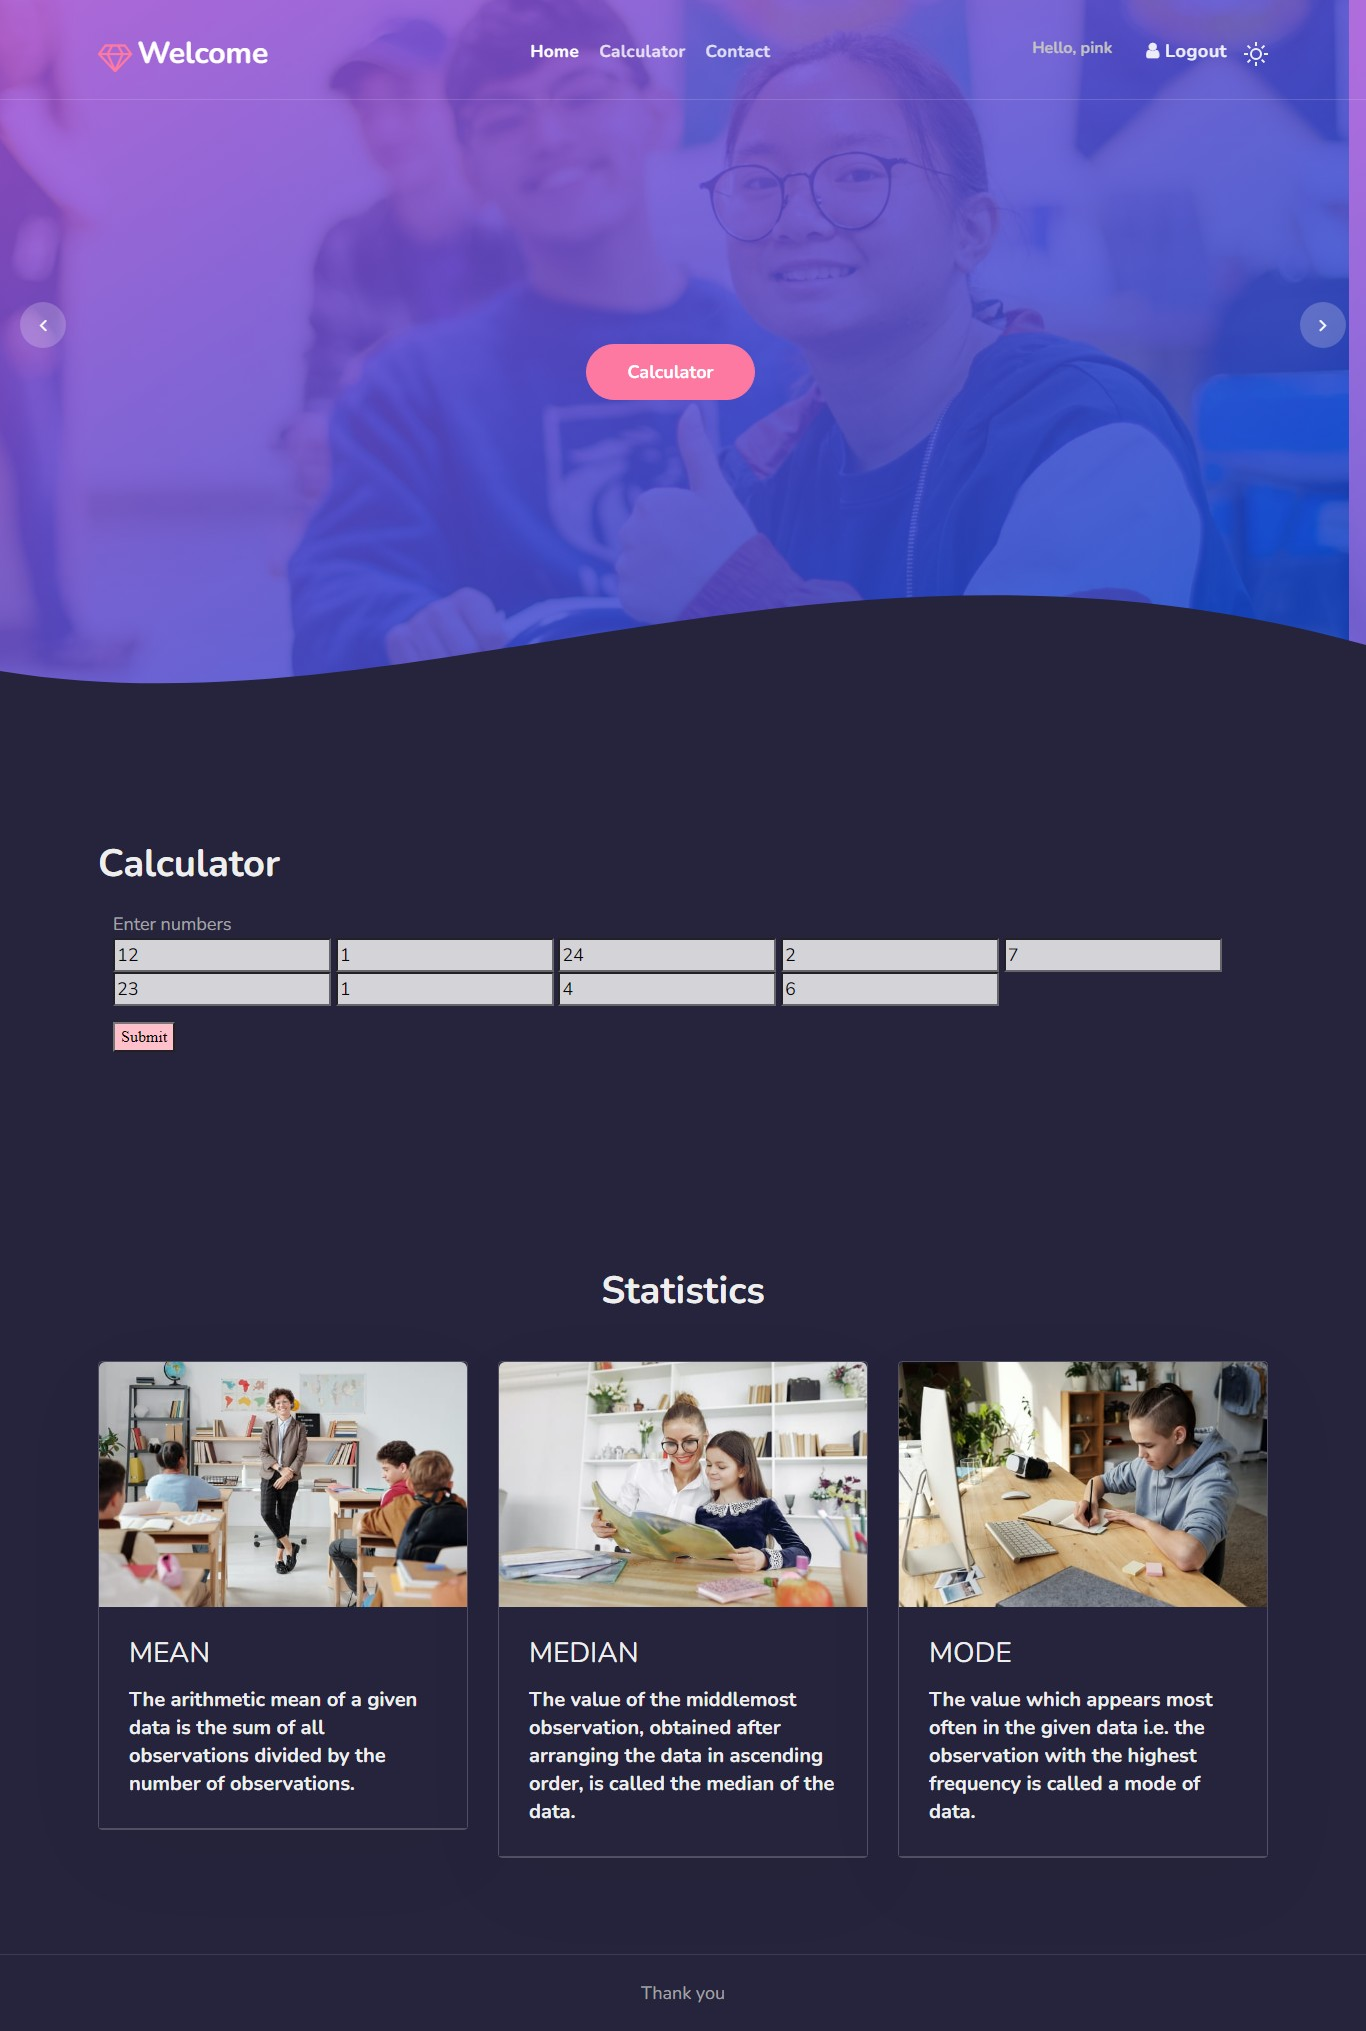 Welcome
Home Calculator Contact
Hello, pink
Logout
Calculator
Calculator
Enter numbers
12 1 24 2 7
23 1 4 6
Submit
Statistics
MEAN
The arithmetic mean of a given
data is the sum of all
observations divided by the
number of observations.
MEDIAN
The value of the middlemost
observation, obtained after
arranging the data in ascending
order, is called the median of the
data.
MODE
The value which appears most
often in the given data i.e. the
observation with the highest
frequency is called a mode of
data.
Thank you